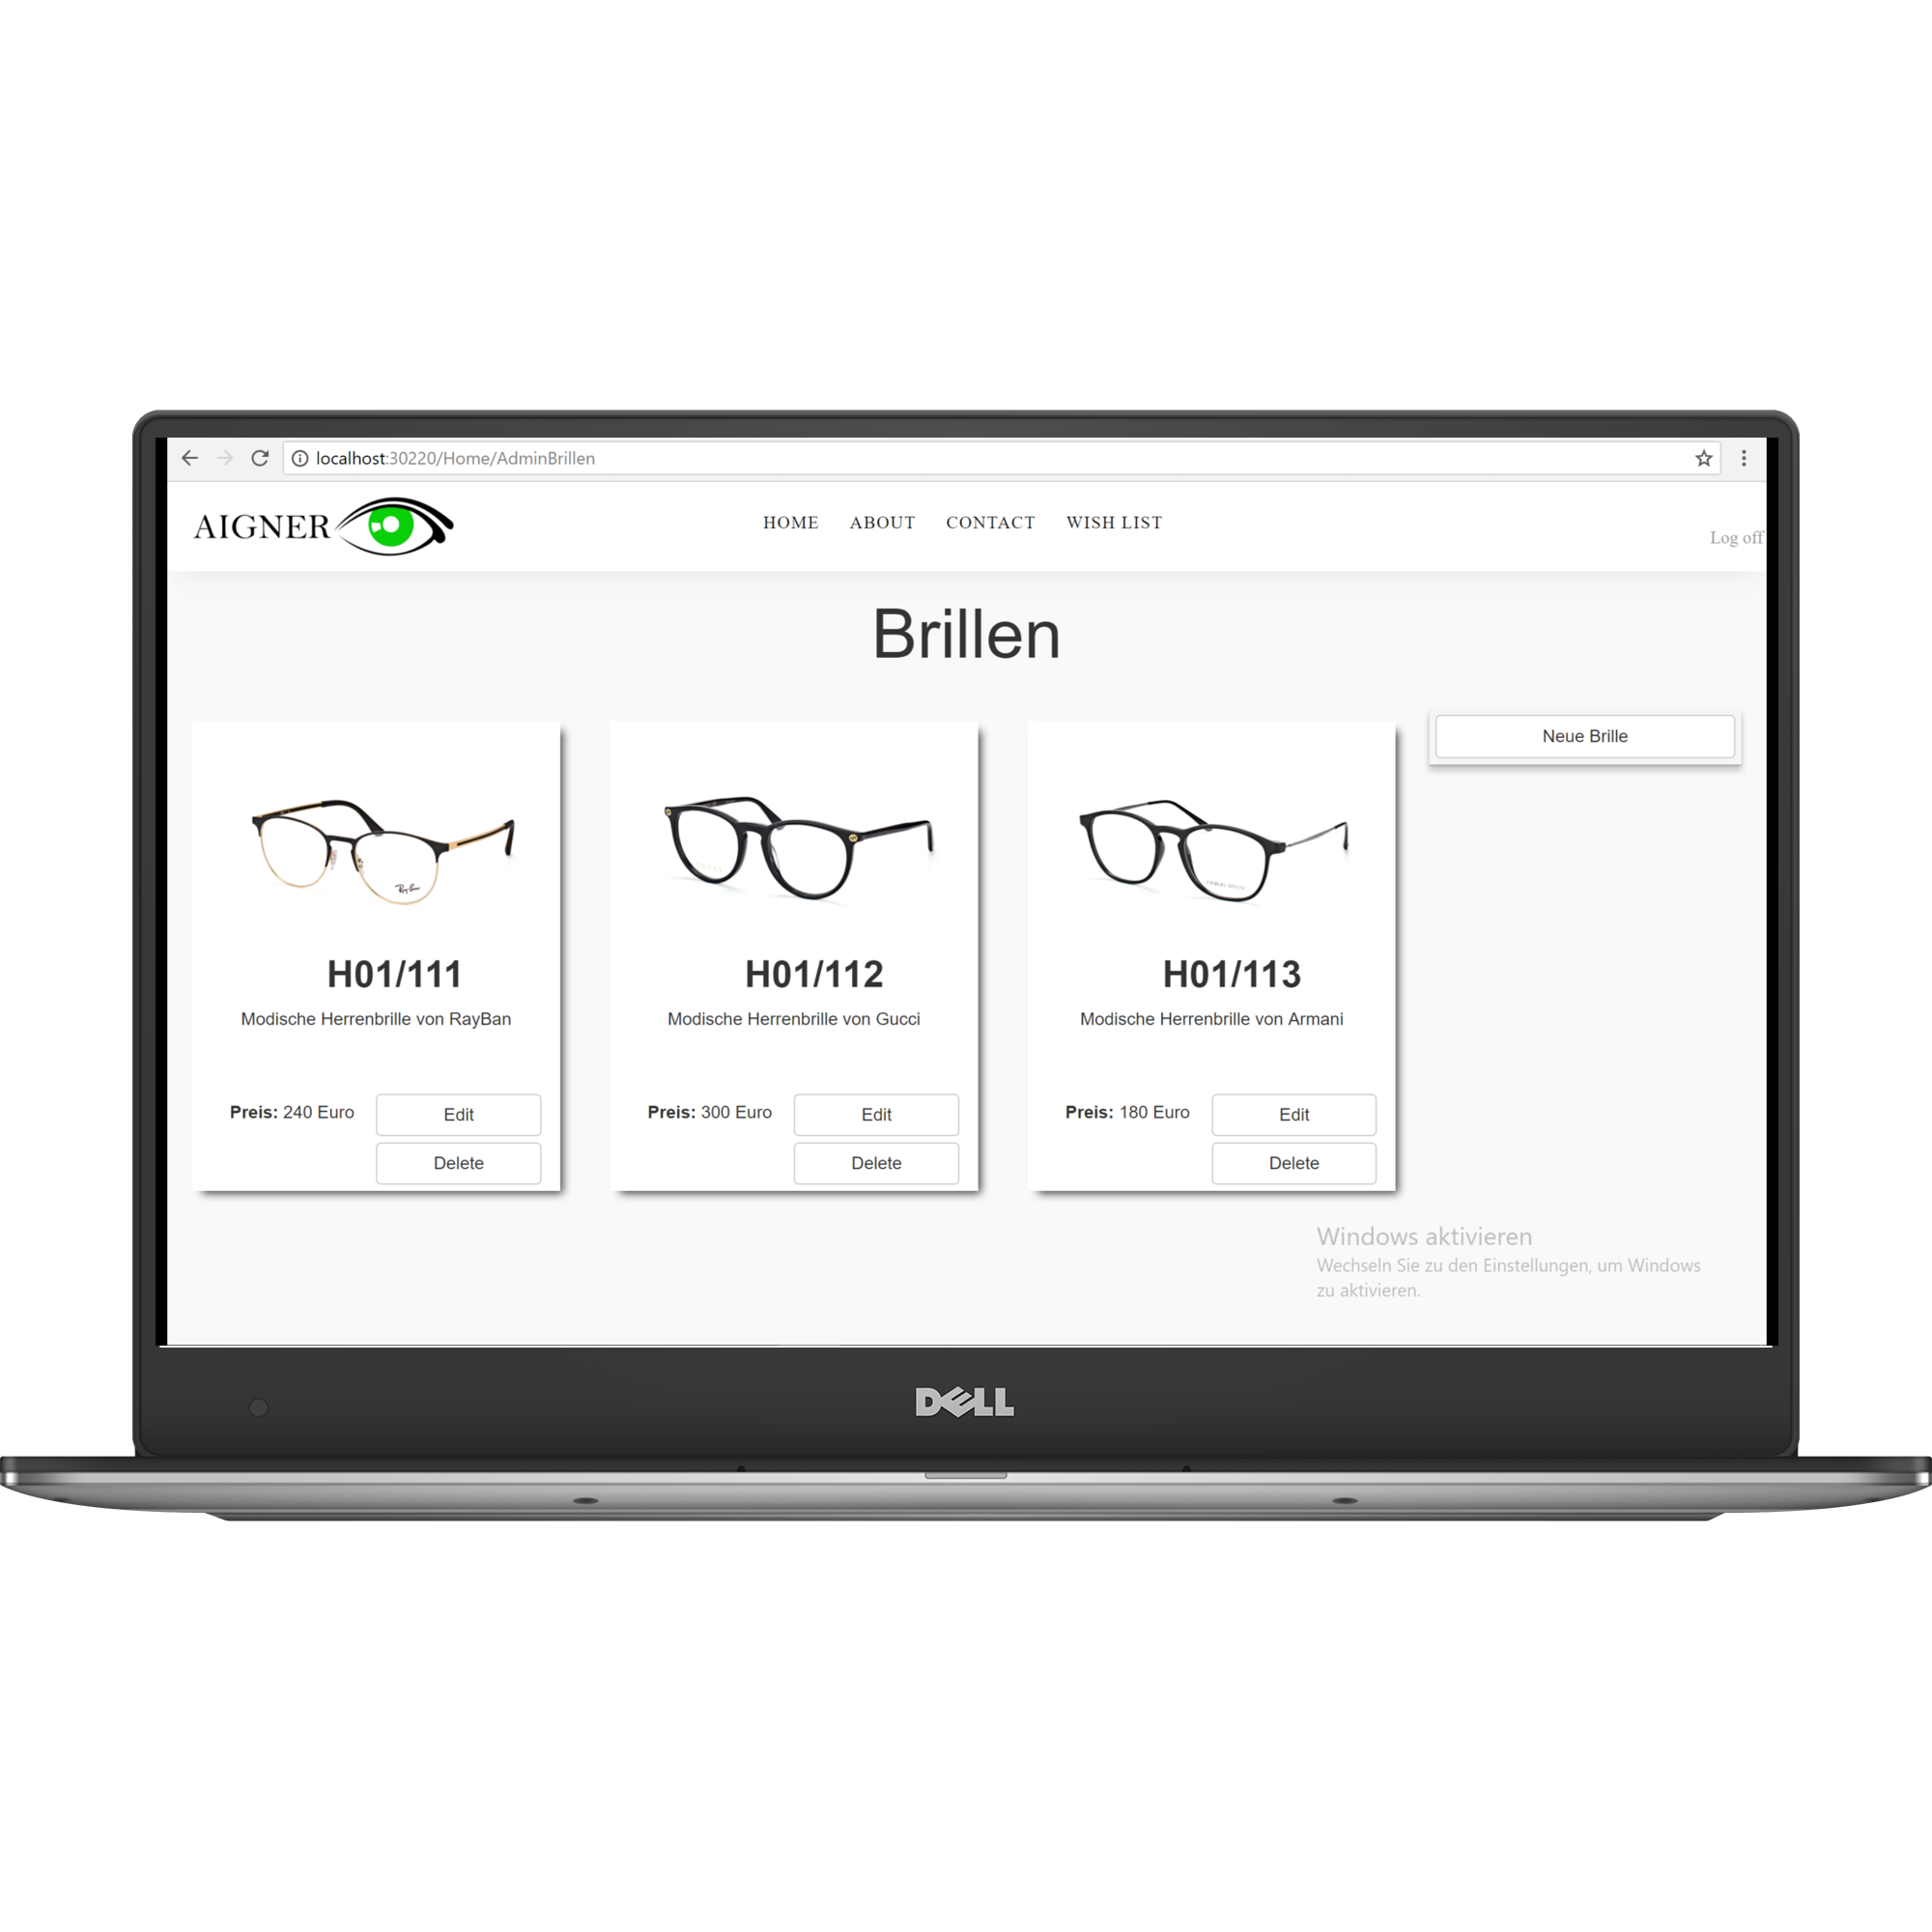 localhost:30220/Home/AdminBrillen
AIGNER
HOME ABOUT CONTACT WISH LIST
Log off
Brillen
Neue Brille
Ray-Ban
H01/111
Modische Herrenbrille von RayBan
Preis: 240 Euro
Edit
Delete
H01/112
Modische Herrenbrille von Gucci
Preis: 300 Euro
Edit
Delete
H01/113
Modische Herrenbrille von Armani
Preis: 180 Euro
Edit
Delete
Windows aktivieren
Wechseln Sie zu den Einstellungen, um Windows
zu aktivieren.
DELL